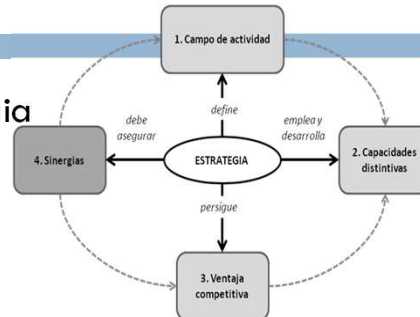 1. Campo de actividad
ia
debe
asegurar
define
emplea y
desarrolla
4. Sinergias
ESTRATEGIA
2. Capacidades
distintivas
persigue
3. Ventaja
competitiva